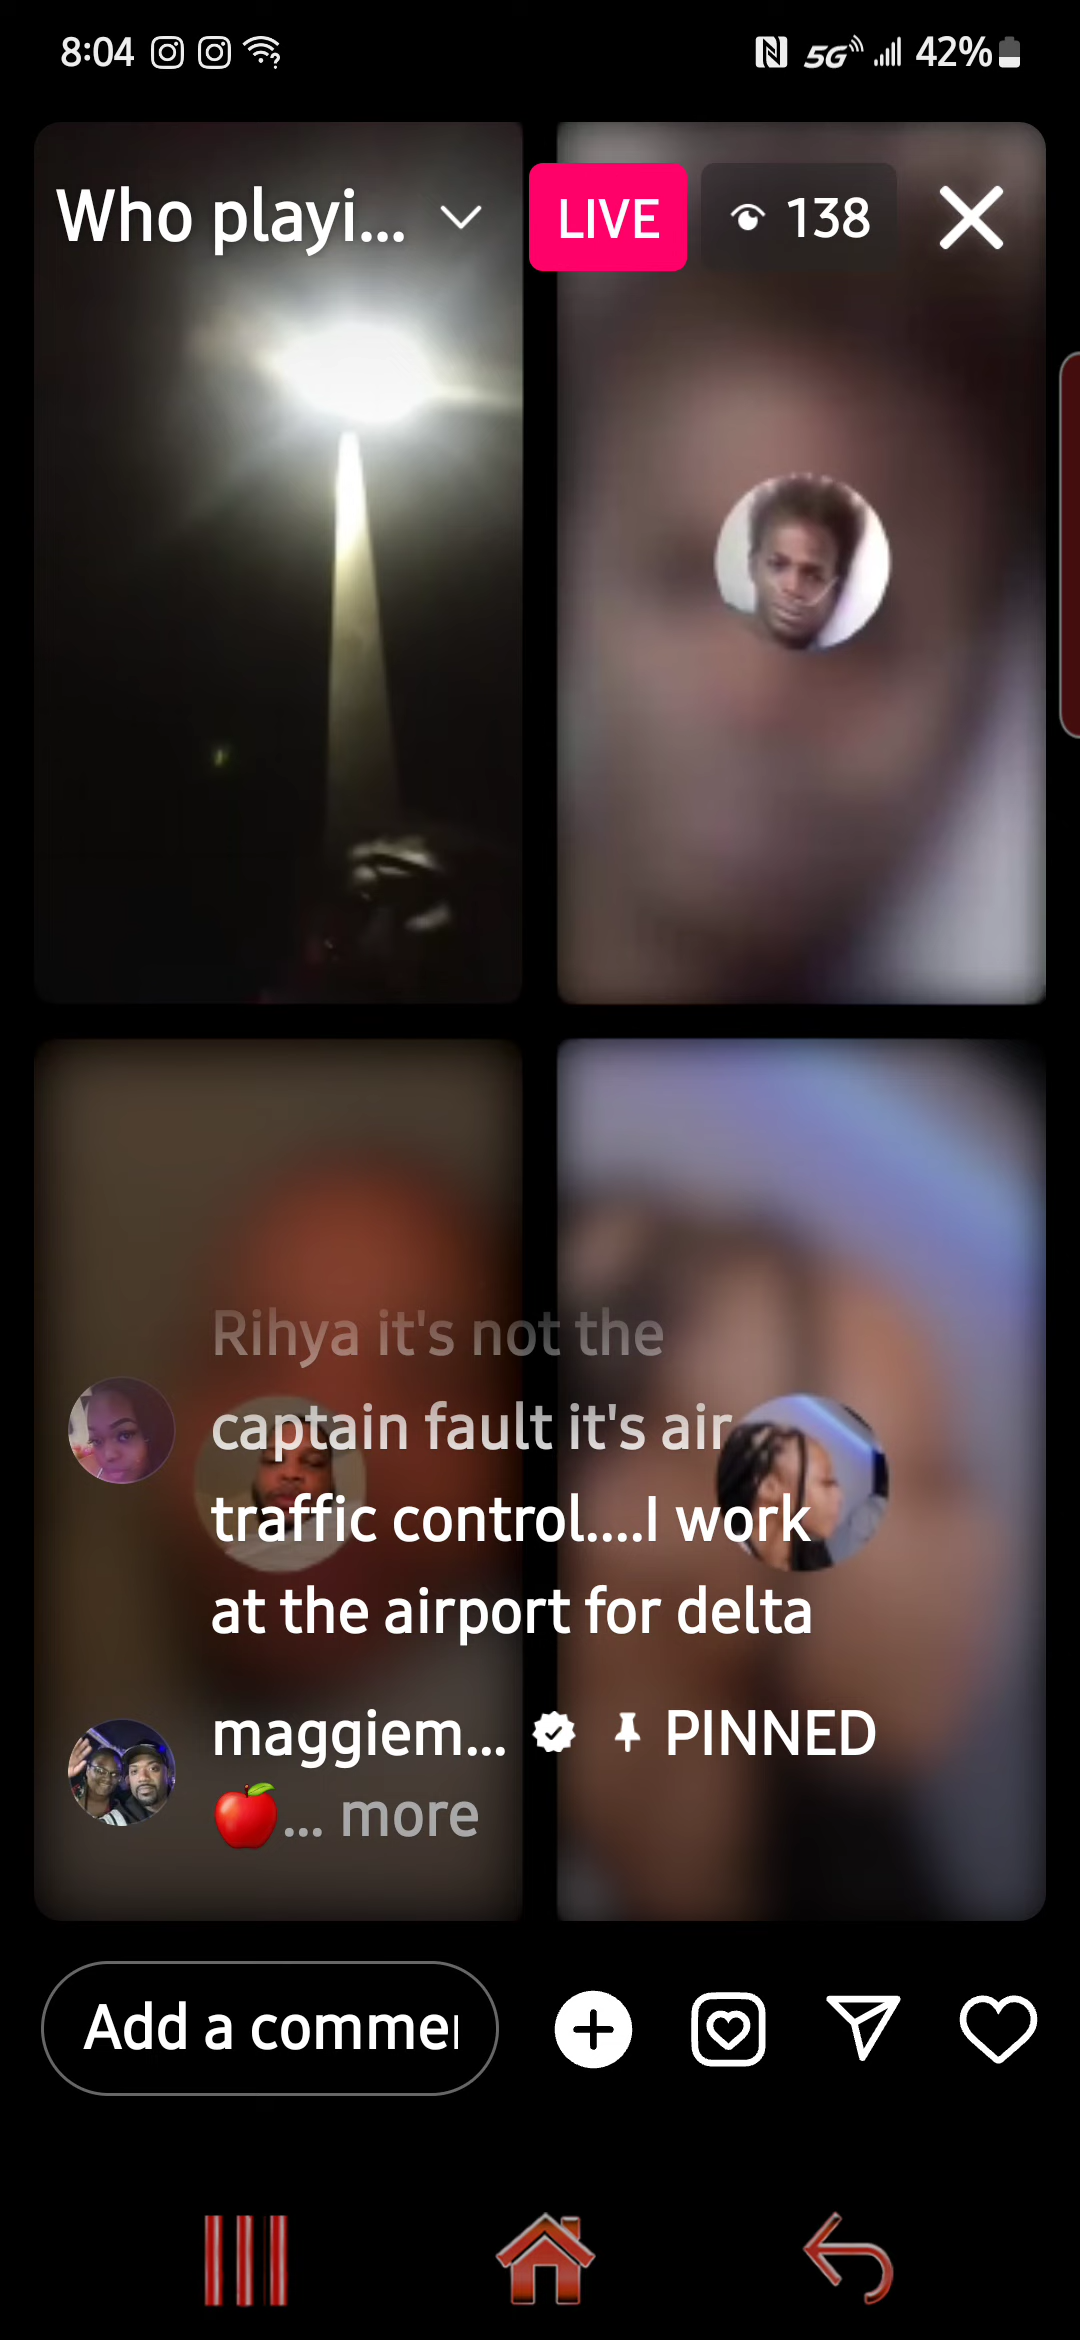 8:04 5G 42%
Who playi... LIVE 138
Rihya it's not the
captain fault it's air
traffic control....I work
at the airport for delta
maggiem... PINNED
... more
Add a commen